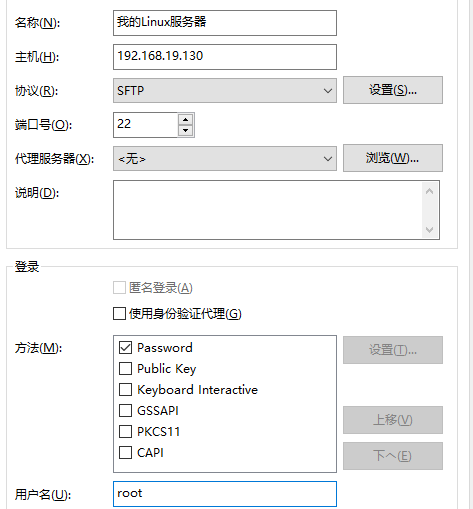 名称(N): 我的Linux服务器
主机(H): 192.168.19.130
协议(R): SFTP 设置(S)...
端口号(O): 22
代理服务器(X): <无> 浏览(W)...
说明(D):
登录
匿名登录(A)
使用身份验证代理(G)
方法(M): Password 设置(T)...
Public Key
Keyboard Interactive
GSSAPI 上移(V)
PKCS11
CAPI 下へ(E)
用户名(U): root